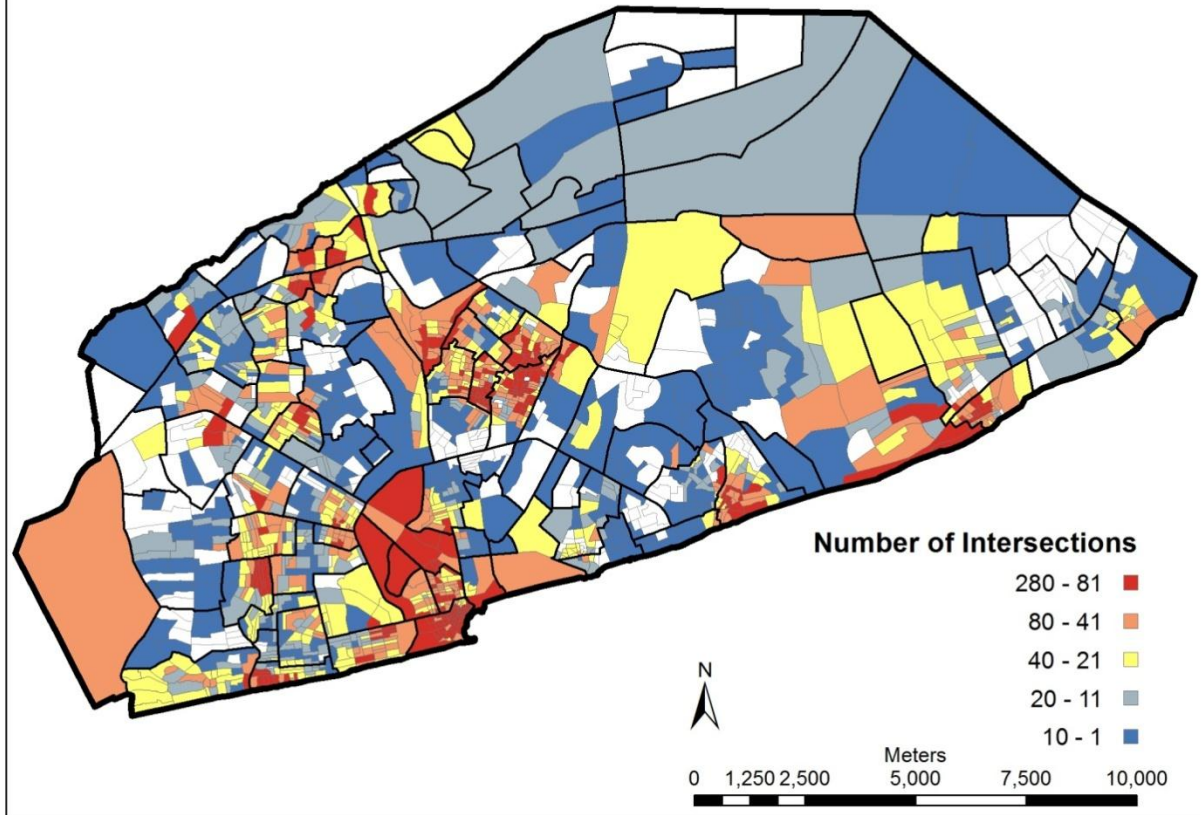 Number of Intersections
280 - 81
80 - 41
40 - 21
20 - 11
10 - 1
N
Meters
0 1,250 2,500 5,000 7,500 10,000